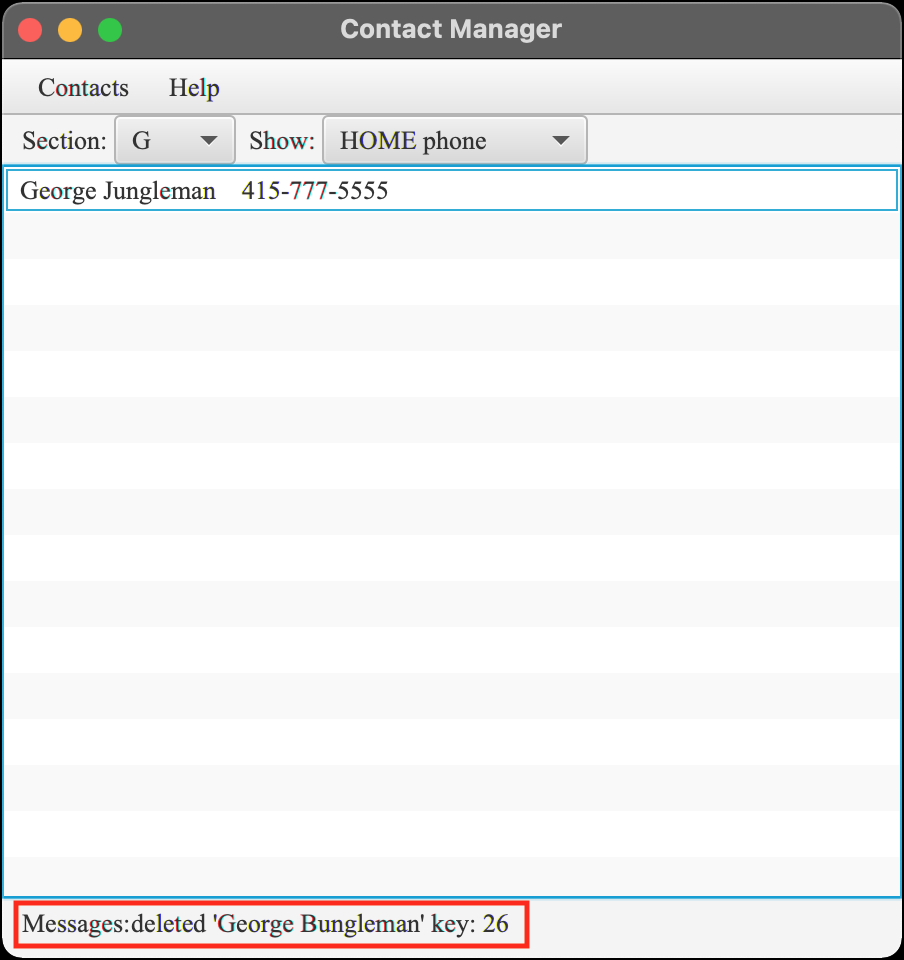 Contact Manager
Contacts Help
Section: G Show: HOME phone
George Jungleman 415-777-5555
Messages:deleted 'George Bungleman' key: 26